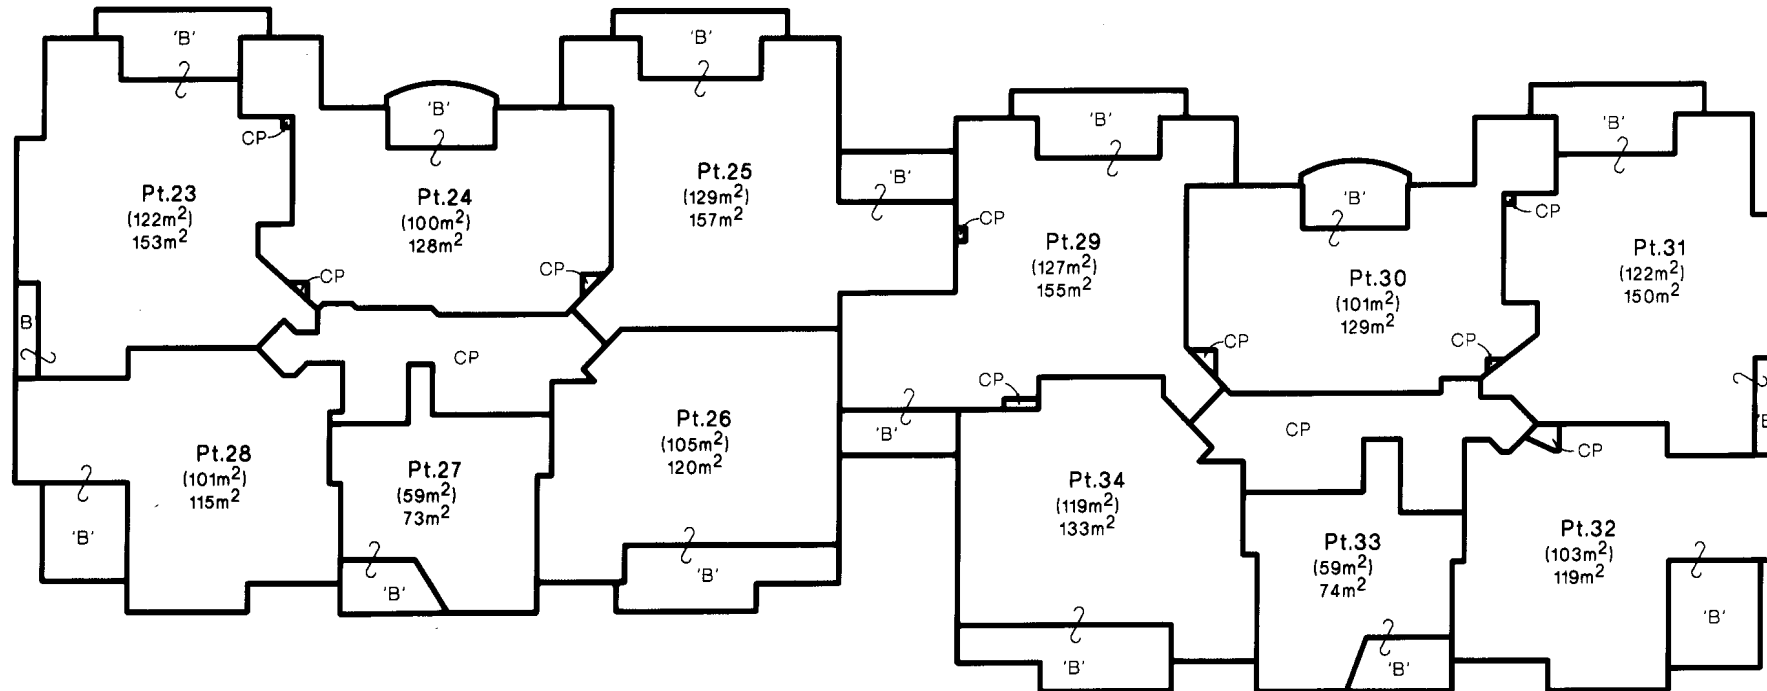 'B'
'B'
'B'
CP
Pt.23
(122m²)
153m²
Pt.24
(100m²)
128m²
Pt.25
(129m²)
157m²
'B'
CP
CP
B'
CP
Pt.28
(101m²)
115m²
'B'
Pt.27
(59m²)
73m²
'B'
Pt.26
(105m²)
120m²
'B'
'B'
'B'
'B'
CP
Pt.29
(127m²)
155m²
CP
'B'
Pt.30
(101m²)
129m²
CP
CP
'B'
CP
Pt.31
(122m²)
150m²
'B
CP
CP
Pt.34
(119m²)
133m²
'B'
Pt.33
(59m²)
74m²
'B'
CP
Pt.32
(103m²)
119m²
'B'